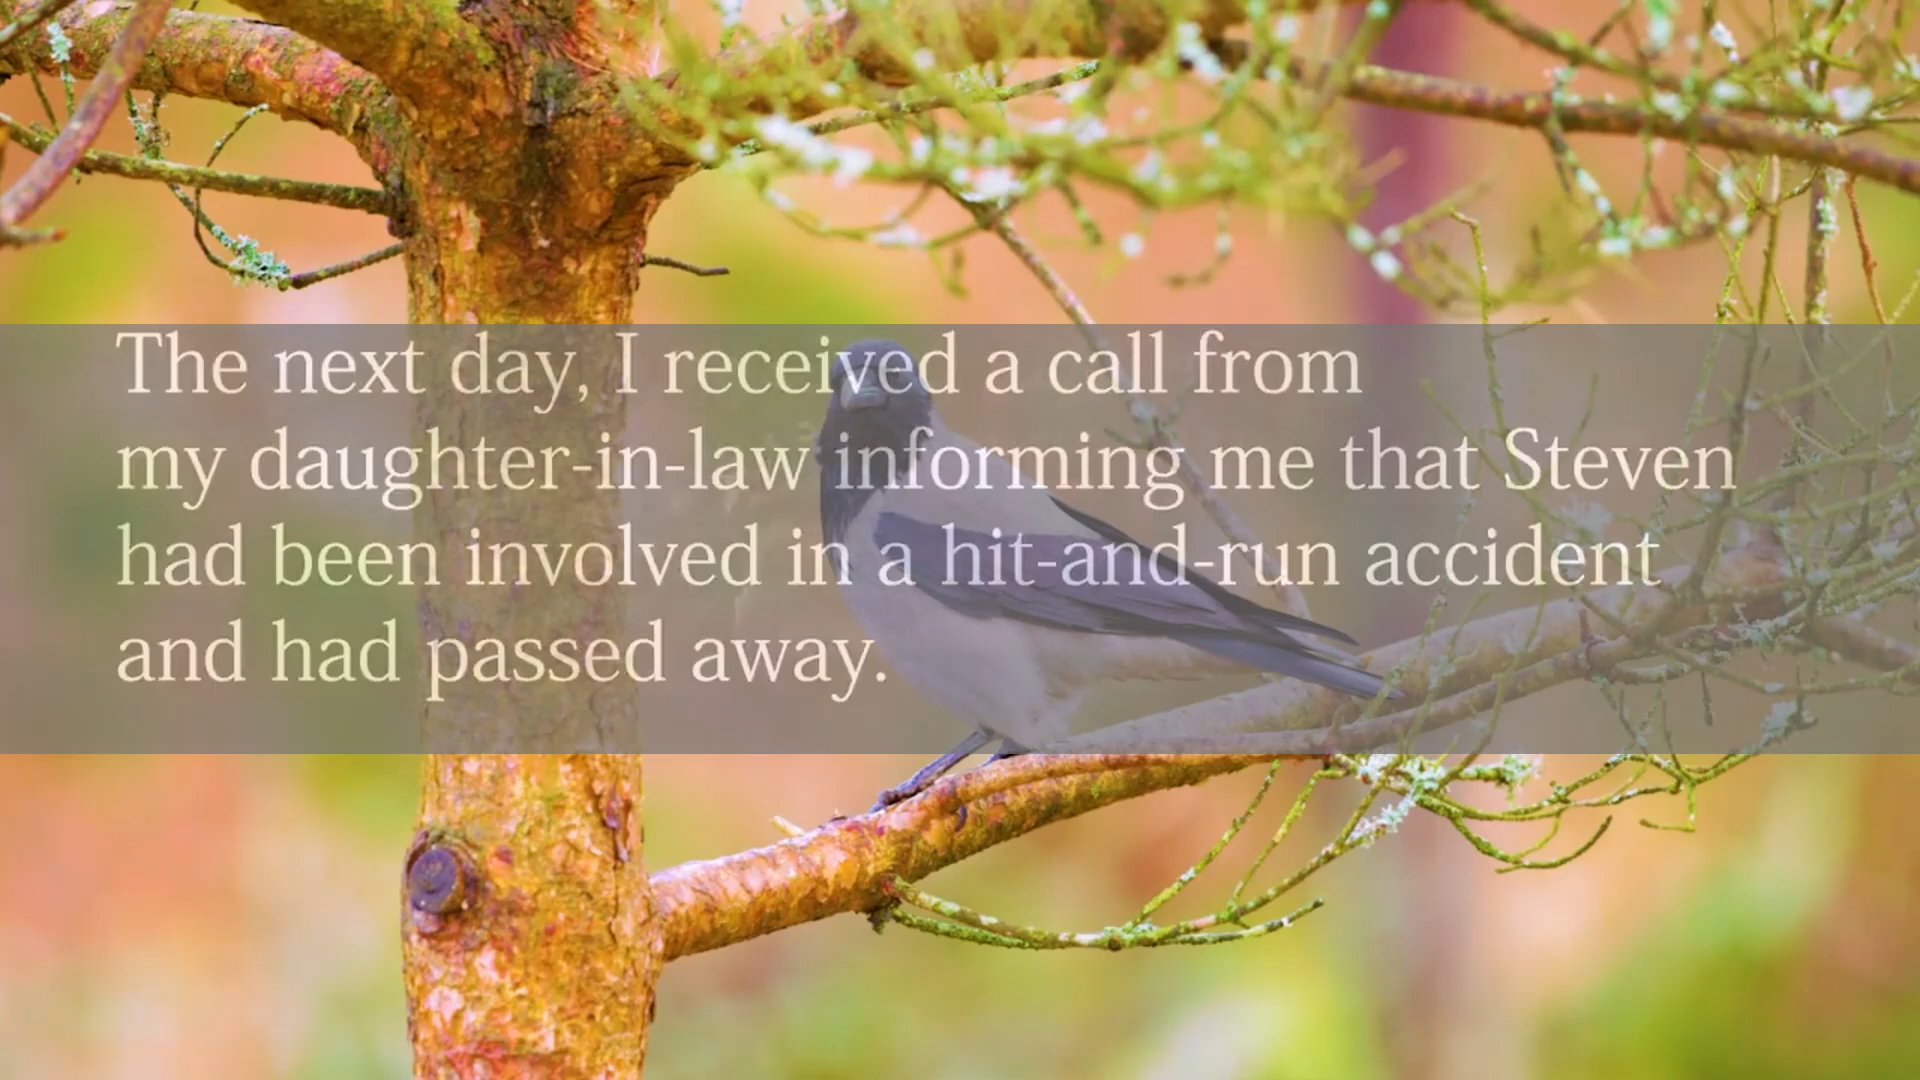 The next day, I received a call from
my daughter-in-law informing me that Steven
had been involved in a hit-and-run accident
and had passed away.